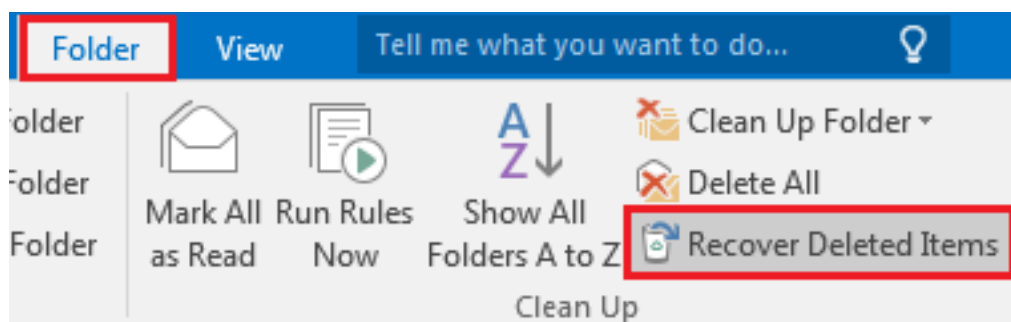 Folder View Tell me what you want to do...
older
Folder
Folder
Mark All
as Read
Run Rules
Now
Show All
Folders A to Z
Clean Up Folder
Delete All
Recover Deleted Items
Clean Up